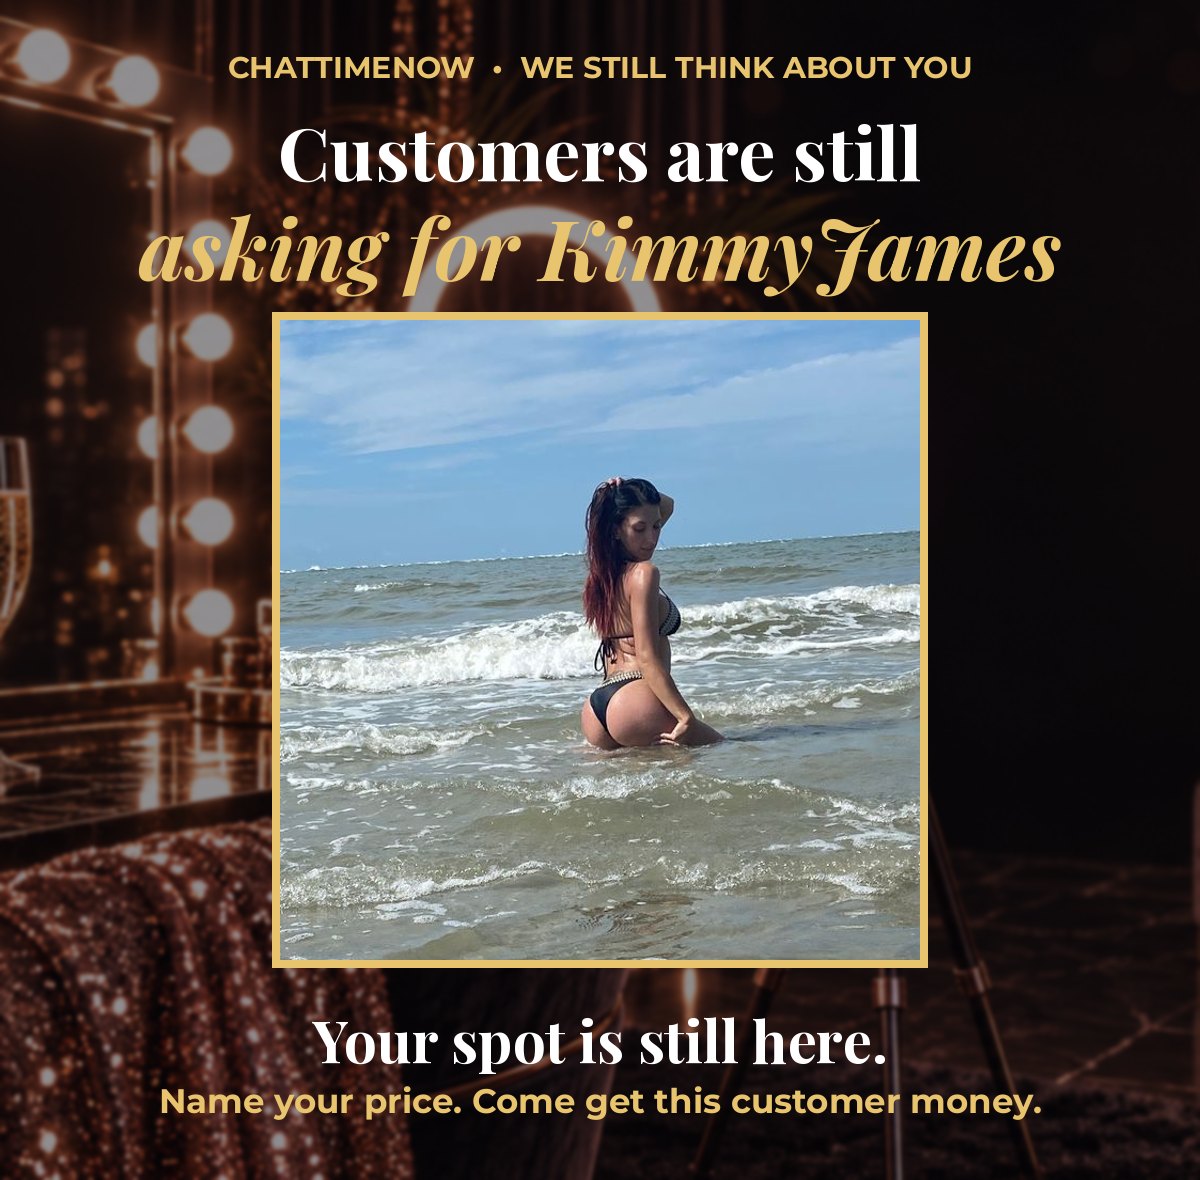 CHATTIMENOW • WE STILL THINK ABOUT YOU
Customers are still
asking for KimmyJames
Your spot is still here.
Name your price. Come get this customer money.